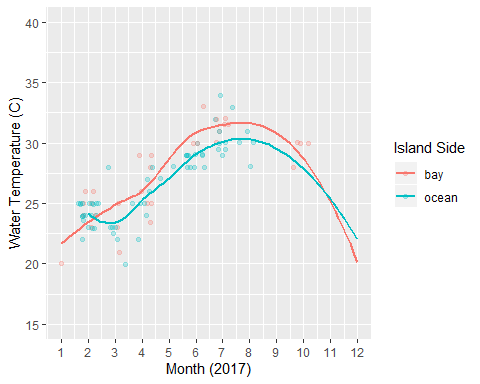 40
35
30
25
20
15
Water Temperature (C)
1 2 3 4 5 6 7 8 9 10 11 12
Month (2017)
Island Side
bay
ocean